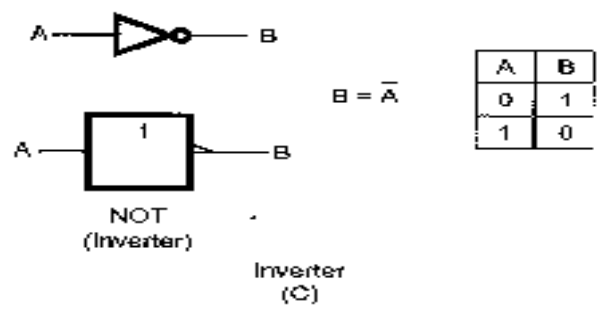 A B
B = A̅
A B
0 1
1 0
1
A B
NOT
(Inverter)
Inverter
(C)